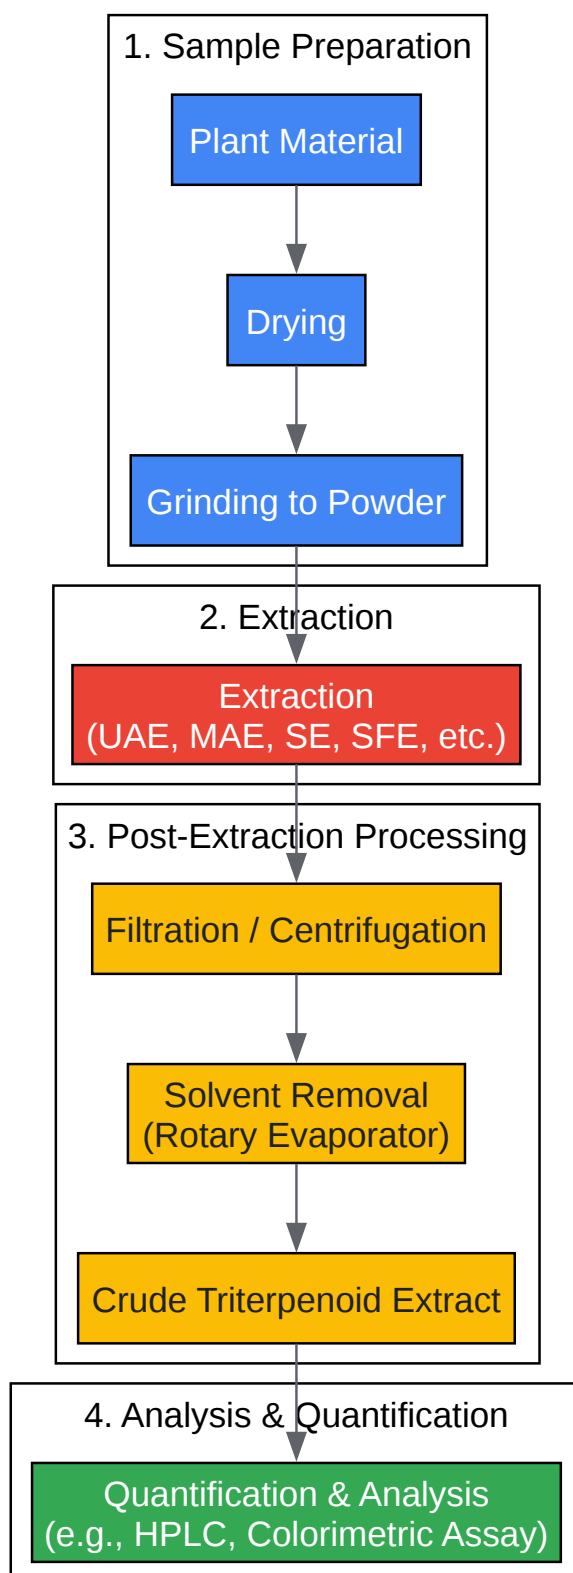 1. Sample Preparation
Plant Material
Drying
Grinding to Powder
2. Extraction
Extraction
(UAE, MAE, SE, SFE, etc.)
3. Post-Extraction Processing
Filtration / Centrifugation
Solvent Removal
(Rotary Evaporator)
Crude Triterpenoid Extract
4. Analysis & Quantification
Quantification & Analysis
(e.g., HPLC, Colorimetric Assay)